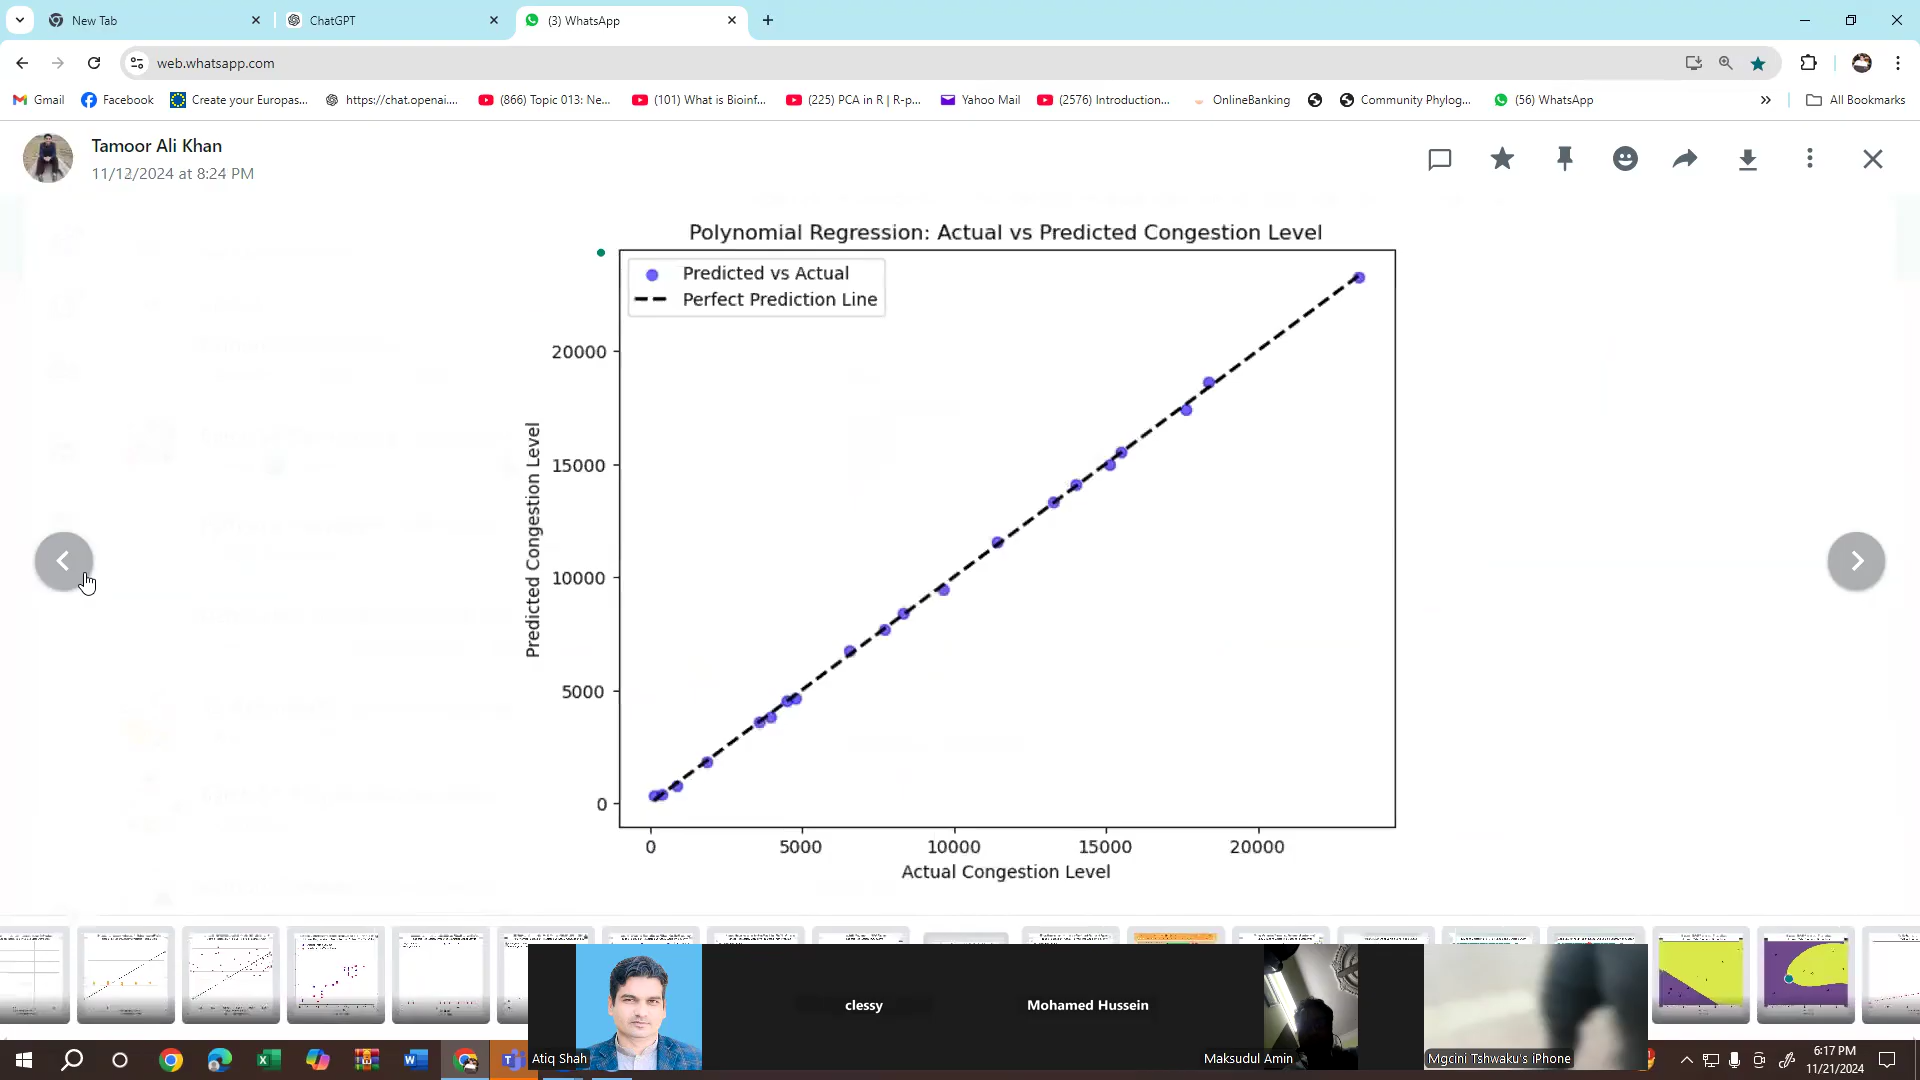 New Tab
ChatGPT
(3) WhatsApp
web.whatsapp.com
Gmail
Facebook
Create your Europas...
https://chat.openai....
(866) Topic 013: Ne...
(101) What is Bioinf...
(225) PCA in R | R-p...
Yahoo Mail
(2576) Introduction...
OnlineBanking
Community Phylog...
(56) WhatsApp
All Bookmarks
Tamoor Ali Khan
11/12/2024 at 8:24 PM
Polynomial Regression: Actual vs Predicted Congestion Level
Predicted vs Actual
Perfect Prediction Line
Predicted Congestion Level
20000
15000
10000
5000
0
0 5000 10000 15000 20000
Actual Congestion Level
Atiq Shah
clessy
Mohamed Hussein
Maksudul Amin
Mgcini Tshwaku's iPhone
6:17 PM
11/21/2024